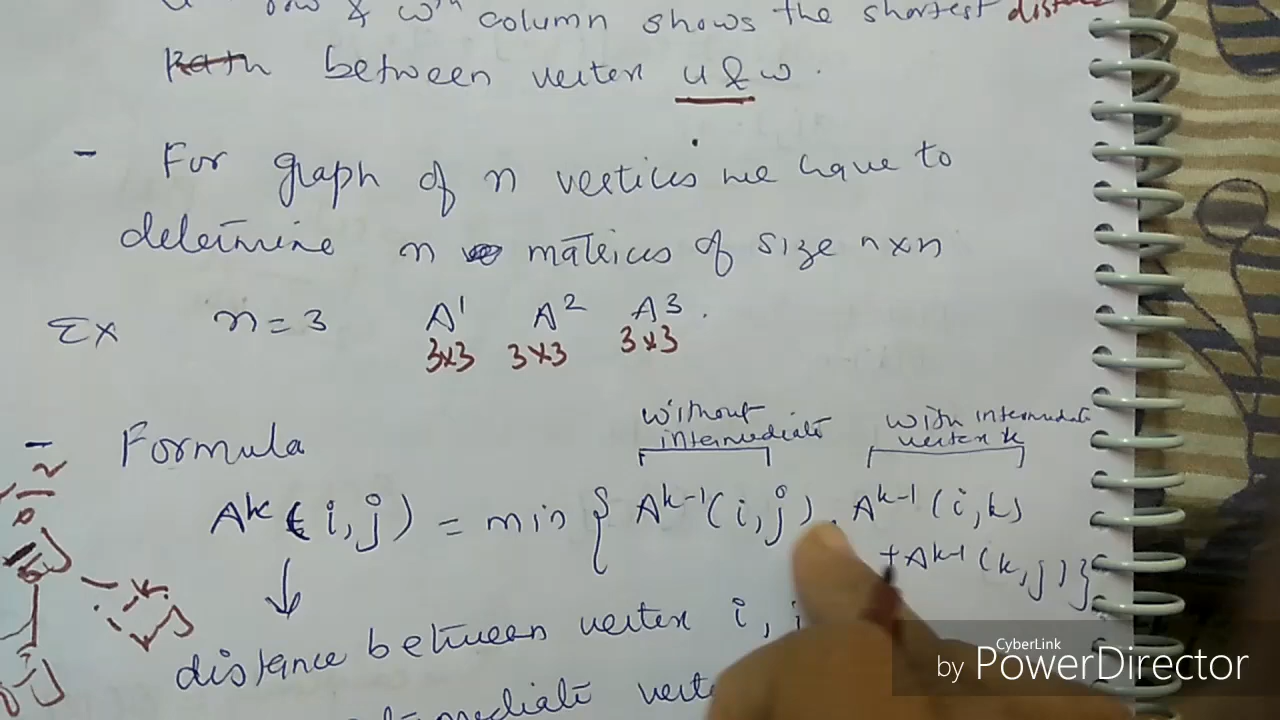 row & wth column shows the shortest
Path between vertex u & w.
- For graph of n vertices we have to
determine n matrices of size n×n
Ex n = 3 A¹ A² A³.
3×3 3×3 3×3
without intermediate
with intermediate vertex k
- Formula
Aᵏ(i,j) = min { Aᵏ⁻¹(i,j), Aᵏ⁻¹(i,k)
+ Aᵏ⁻¹(k,j) }
↓
distance between vertex i, j
CyberLink
by PowerDirector